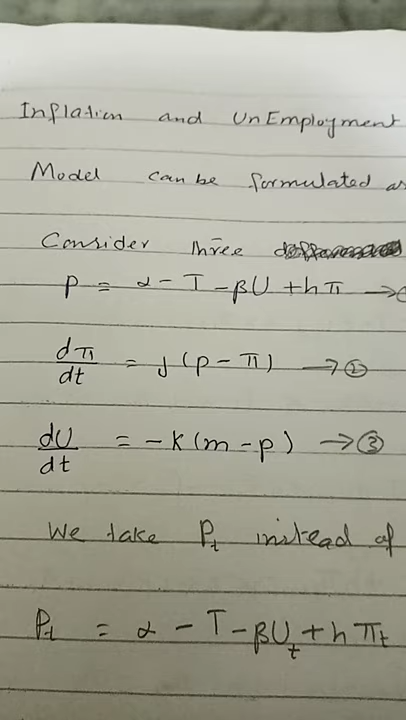 Inflation and UnEmployment
Model can be formulated as
Consider three
p = α - T - βU + hπ →
dπ/dt = j(p - π) → ②
dU/dt = -k(m - p) → ③
We take Pt instead of
Pt = α - T - βUt + hπt